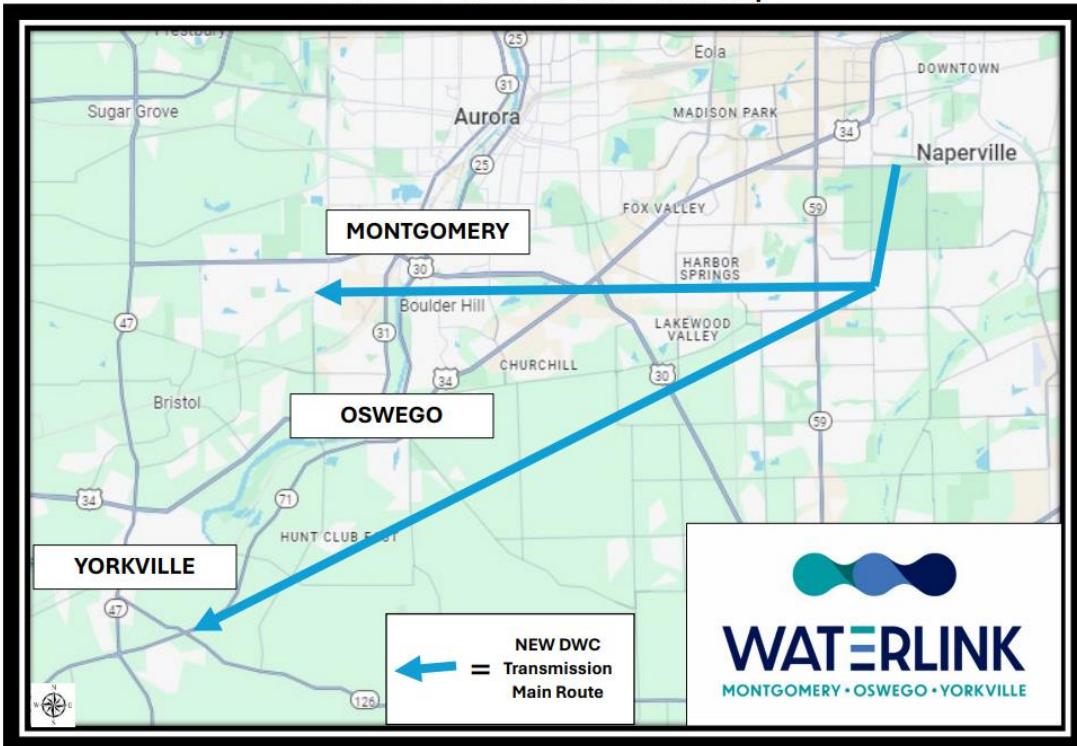 Prestbury
25
Eola
DOWNTOWN
31
Sugar Grove
Aurora
MADISON PARK
34
Naperville
25
FOX VALLEY
59
MONTGOMERY
30
HARBOR
SPRINGS
Boulder Hill
47
31
LAKEWOOD
VALLEY
CHURCHILL
34
30
Bristol
OSWEGO
59
34
71
HUNT CLUB EAST
YORKVILLE
47
NEW DWC
= Transmission
Main Route
126
N
W E
S
WATERLINK
MONTGOMERY • OSWEGO • YORKVILLE